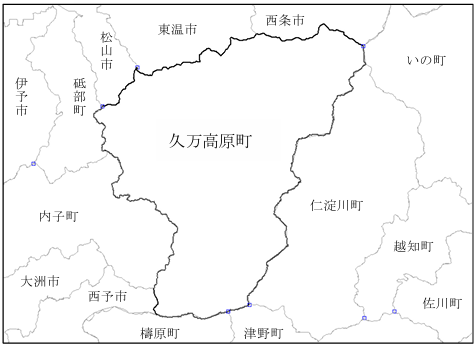 西条市
東温市
松山市
いの町
砥部町
伊予市
久万高原町
仁淀川町
内子町
越知町
大洲市
西予市
佐川町
檮原町
津野町